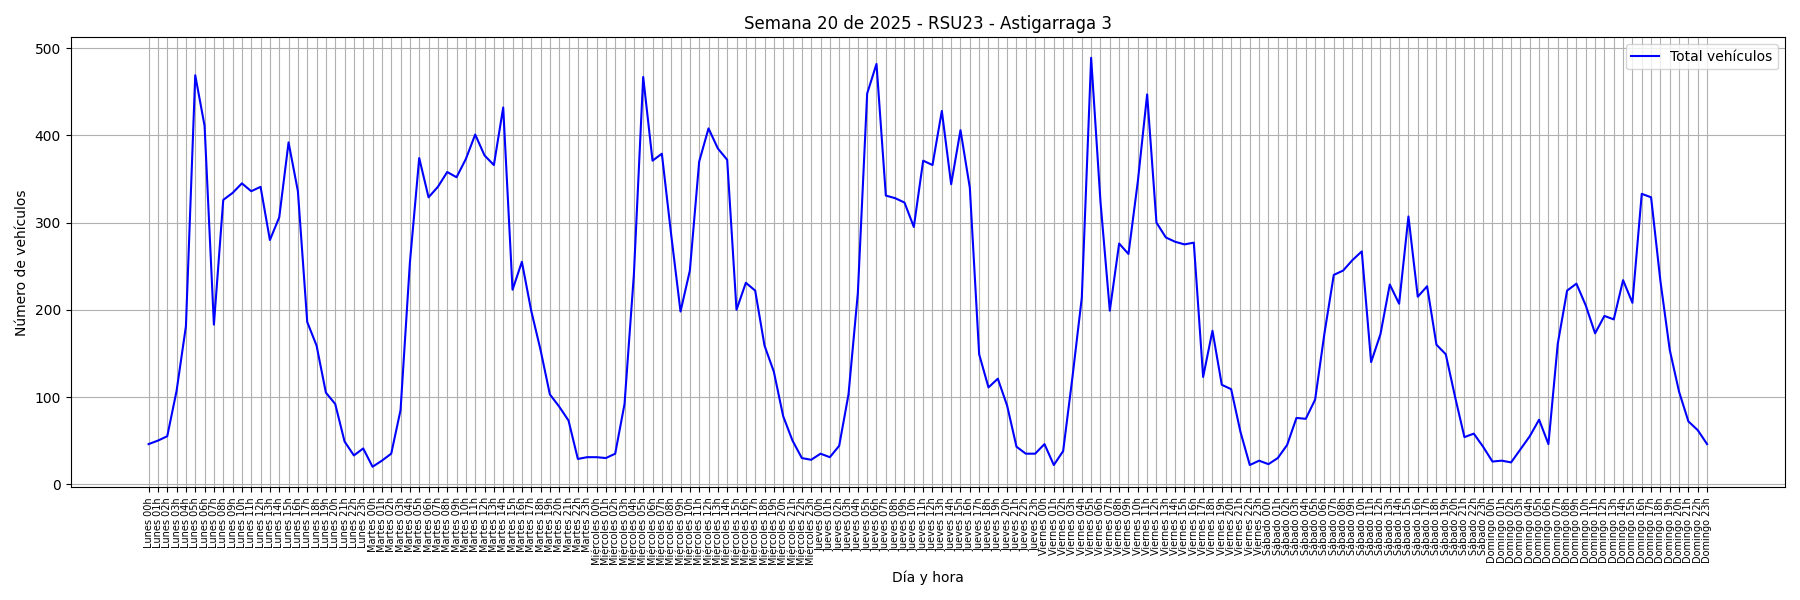 Semana 20 de 2025 - RSU23 - Astigarraga 3
Total vehículos
Número de vehículos
500
400
300
200
100
0
Lunes 00h
Lunes 01h
Lunes 02h
Lunes 03h
Lunes 04h
Lunes 05h
Lunes 06h
Lunes 07h
Lunes 08h
Lunes 09h
Lunes 10h
Lunes 11h
Lunes 12h
Lunes 13h
Lunes 14h
Lunes 15h
Lunes 16h
Lunes 17h
Lunes 18h
Lunes 19h
Lunes 20h
Lunes 21h
Lunes 22h
Lunes 23h
Martes 00h
Martes 01h
Martes 02h
Martes 03h
Martes 04h
Martes 05h
Martes 06h
Martes 07h
Martes 08h
Martes 09h
Martes 10h
Martes 11h
Martes 12h
Martes 13h
Martes 14h
Martes 15h
Martes 16h
Martes 17h
Martes 18h
Martes 19h
Martes 20h
Martes 21h
Martes 22h
Martes 23h
Miércoles 00h
Miércoles 01h
Miércoles 02h
Miércoles 03h
Miércoles 04h
Miércoles 05h
Miércoles 06h
Miércoles 07h
Miércoles 08h
Miércoles 09h
Miércoles 10h
Miércoles 11h
Miércoles 12h
Miércoles 13h
Miércoles 14h
Miércoles 15h
Miércoles 16h
Miércoles 17h
Miércoles 18h
Miércoles 19h
Miércoles 20h
Miércoles 21h
Miércoles 22h
Miércoles 23h
Jueves 00h
Jueves 01h
Jueves 02h
Jueves 03h
Jueves 04h
Jueves 05h
Jueves 06h
Jueves 07h
Jueves 08h
Jueves 09h
Jueves 10h
Jueves 11h
Jueves 12h
Jueves 13h
Jueves 14h
Jueves 15h
Jueves 16h
Jueves 17h
Jueves 18h
Jueves 19h
Jueves 20h
Jueves 21h
Jueves 22h
Jueves 23h
Viernes 00h
Viernes 01h
Viernes 02h
Viernes 03h
Viernes 04h
Viernes 05h
Viernes 06h
Viernes 07h
Viernes 08h
Viernes 09h
Viernes 10h
Viernes 11h
Viernes 12h
Viernes 13h
Viernes 14h
Viernes 15h
Viernes 16h
Viernes 17h
Viernes 18h
Viernes 19h
Viernes 20h
Viernes 21h
Viernes 22h
Viernes 23h
Sábado 00h
Sábado 01h
Sábado 02h
Sábado 03h
Sábado 04h
Sábado 05h
Sábado 06h
Sábado 07h
Sábado 08h
Sábado 09h
Sábado 10h
Sábado 11h
Sábado 12h
Sábado 13h
Sábado 14h
Sábado 15h
Sábado 16h
Sábado 17h
Sábado 18h
Sábado 19h
Sábado 20h
Sábado 21h
Sábado 22h
Sábado 23h
Domingo 00h
Domingo 01h
Domingo 02h
Domingo 03h
Domingo 04h
Domingo 05h
Domingo 06h
Domingo 07h
Domingo 08h
Domingo 09h
Domingo 10h
Domingo 11h
Domingo 12h
Domingo 13h
Domingo 14h
Domingo 15h
Domingo 16h
Domingo 17h
Domingo 18h
Domingo 19h
Domingo 20h
Domingo 21h
Domingo 22h
Domingo 23h
Día y hora